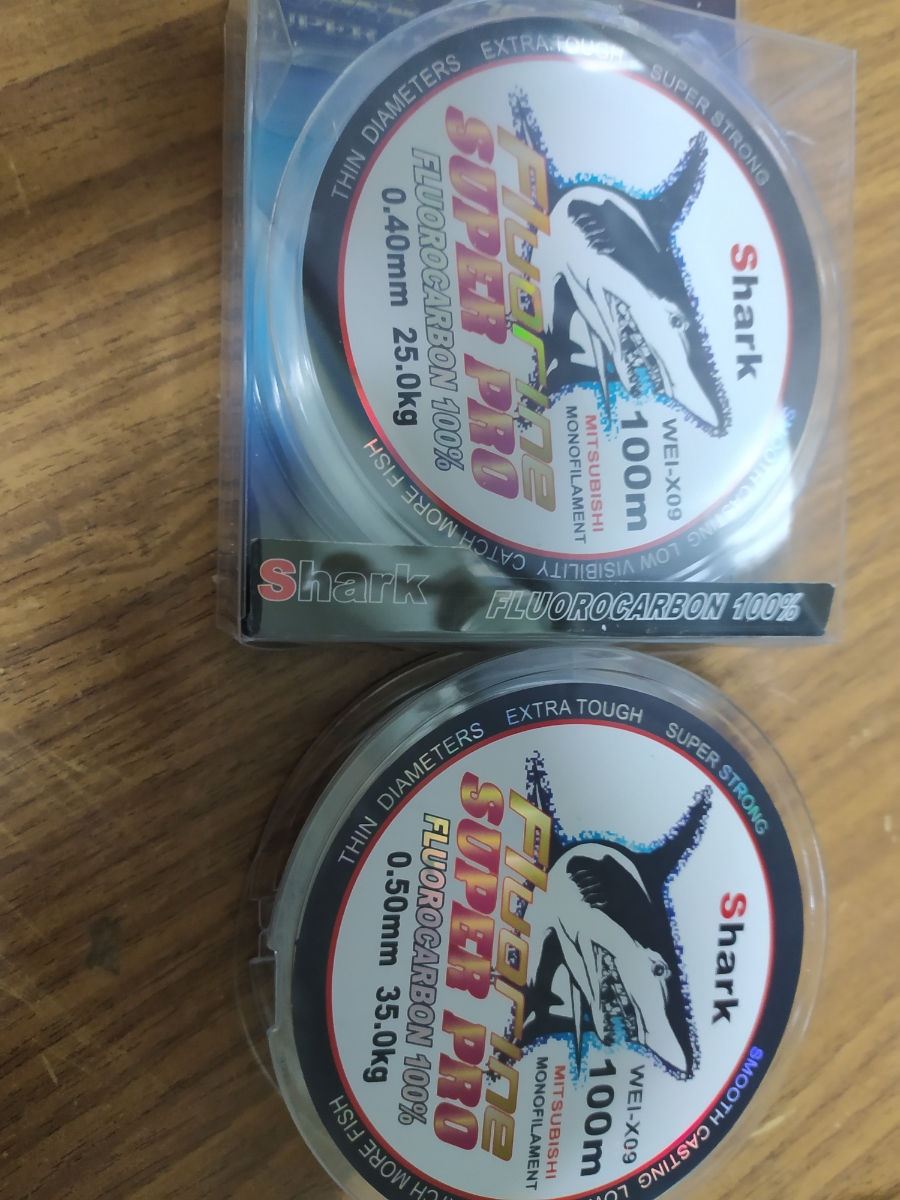 THIN DIAMETERS EXTRA TOUGH SUPER STRONG
Shark
WEI-X09
100m
MITSUBISHI
MONOFILAMENT
Fluorine
SUPER PRO
FLUOROCARBON 100%
0.40mm 25.0kg
CASTING LOW VISIBILITY CATCH MORE FISH
Shark FLUOROCARBON 100%
THIN DIAMETERS EXTRA TOUGH SUPER STRONG
Shark
WEI-X09
100m
MITSUBISHI
MONOFILAMENT
Fluorine
SUPER PRO
FLUOROCARBON 100%
0.50mm 35.0kg
SMOOTH CASTING
MORE FISH